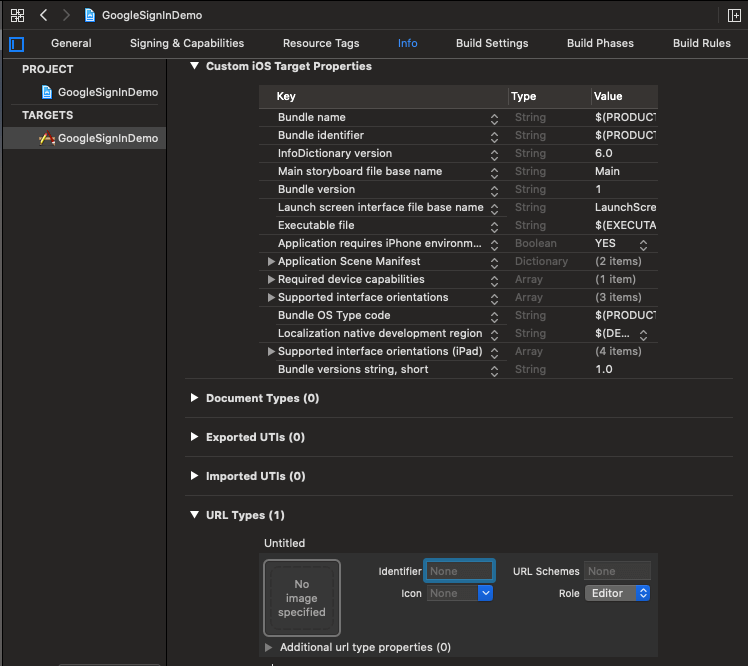 GoogleSignInDemo
General Signing & Capabilities Resource Tags Info Build Settings Build Phases Build Rules
PROJECT
GoogleSignInDemo
TARGETS
GoogleSignInDemo
Custom iOS Target Properties
Key Type Value
Bundle name String $(PRODUCT
Bundle identifier String $(PRODUCT
InfoDictionary version String 6.0
Main storyboard file base name String Main
Bundle version String 1
Launch screen interface file base name String LaunchScre
Executable file String $(EXECUTA
Application requires iPhone environm... Boolean YES
Application Scene Manifest Dictionary (2 items)
Required device capabilities Array (1 item)
Supported interface orientations Array (3 items)
Bundle OS Type code String $(PRODUCT
Localization native development region String $(DE...
Supported interface orientations (iPad) Array (4 items)
Bundle versions string, short String 1.0
Document Types (0)
Exported UTIs (0)
Imported UTIs (0)
URL Types (1)
Untitled
No
image
specified
Identifier None URL Schemes None
Icon None Role Editor
Additional url type properties (0)